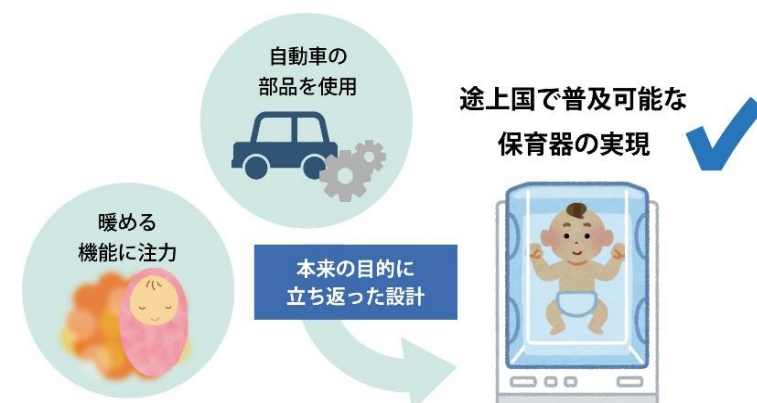 自動車の
部品を使用
途上国で普及可能な
保育器の実現
暖める
機能に注力
本来の目的に
立ち返った設計